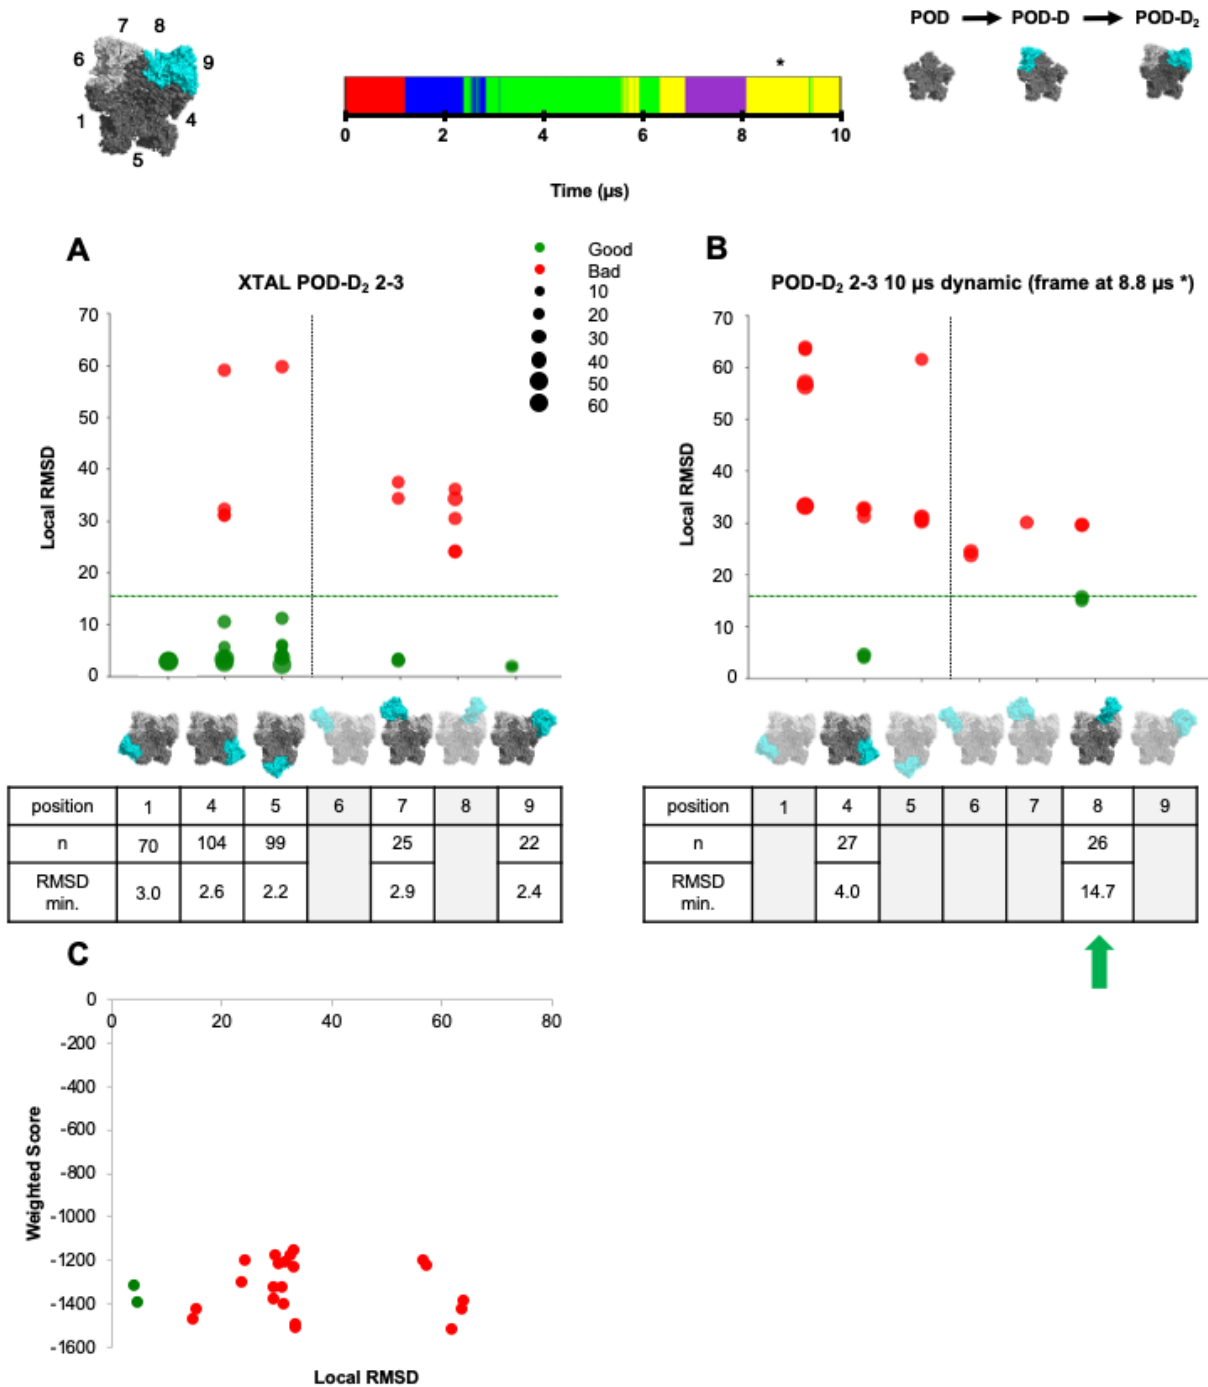 POD POD-D POD-D2
7 8
6 9
1 4
5
*
0 2 4 6 8 10
Time (µs)
A
XTAL POD-D2 2-3
Good
Bad
10
20
30
40
50
60
70
60
50
40
30
20
10
0
Local RMSD
position 1 4 5 6 7 8 9
n 70 104 99 25 22
RMSD min. 3.0 2.6 2.2 2.9 2.4
B
POD-D2 2-3 10 µs dynamic (frame at 8.8 µs *)
70
60
50
40
30
20
10
0
Local RMSD
position 1 4 5 6 7 8 9
n 27 26
RMSD min. 4.0 14.7
C
0
-200
-400
-600
-800
-1000
-1200
-1400
-1600
0 20 40 60 80
Weighted Score
Local RMSD